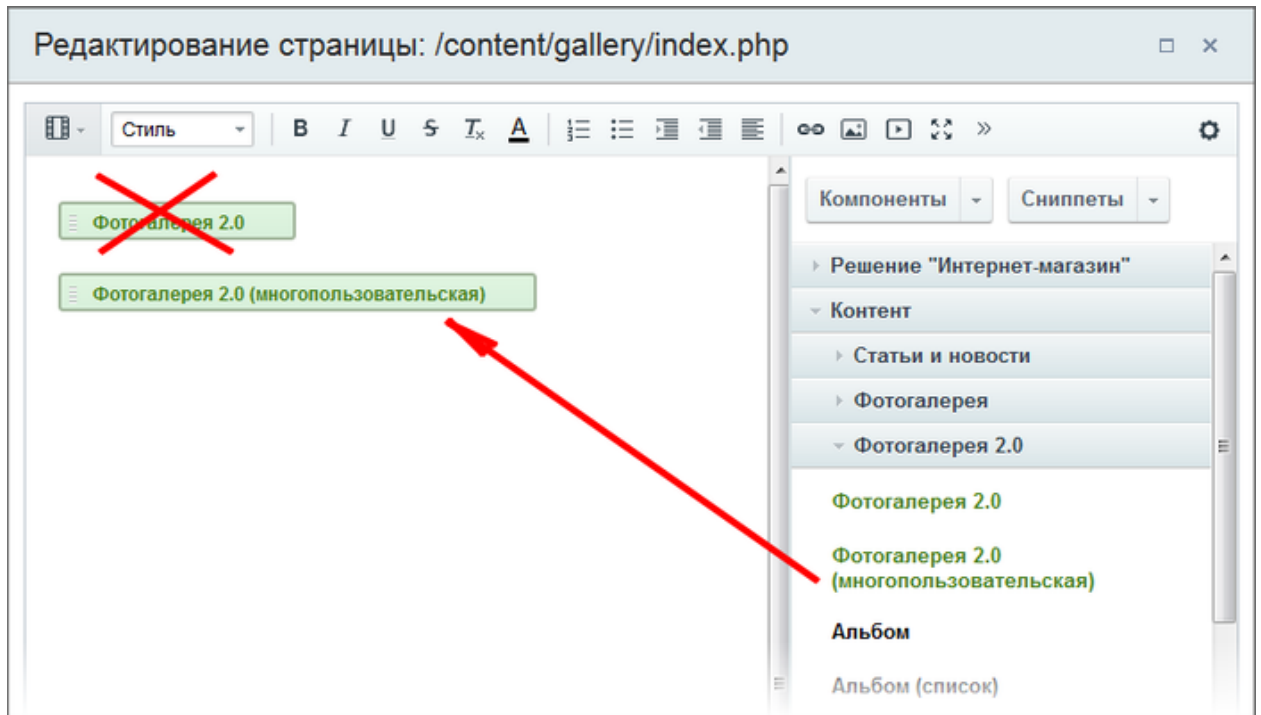 Редактирование страницы: /content/gallery/index.php
Стиль
B I U S Tx A
Компоненты
Сниппеты
Фотогалерея 2.0
Фотогалерея 2.0 (многопользовательская)
Решение "Интернет-магазин"
Контент
Статьи и новости
Фотогалерея
Фотогалерея 2.0
Фотогалерея 2.0
Фотогалерея 2.0
(многопользовательская)
Альбом
Альбом (список)